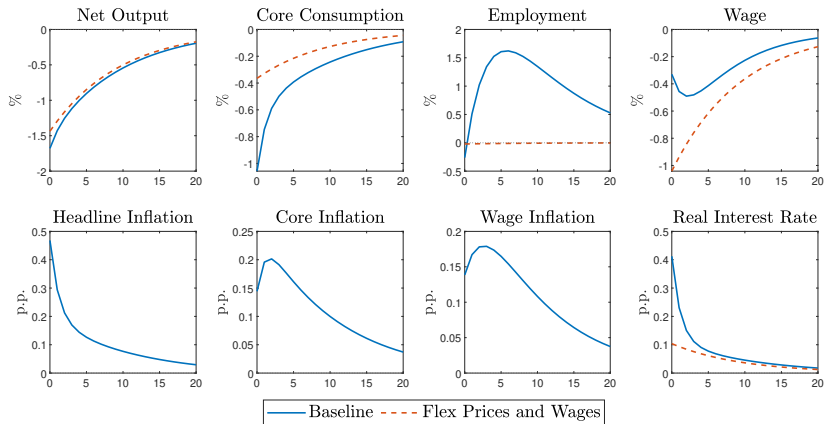 Net Output
Core Consumption
Employment
Wage
%
0
-0.5
-1
-1.5
-2
0 5 10 15 20
%
0
-0.2
-0.4
-0.6
-0.8
-1
0 5 10 15 20
%
2
1.5
1
0.5
0
-0.5
0 5 10 15 20
%
0
-0.2
-0.4
-0.6
-0.8
-1
0 5 10 15 20
Headline Inflation
Core Inflation
Wage Inflation
Real Interest Rate
p.p.
0.5
0.4
0.3
0.2
0.1
0
0 5 10 15 20
p.p.
0.25
0.2
0.15
0.1
0.05
0
0 5 10 15 20
p.p.
0.2
0.15
0.1
0.05
0
0 5 10 15 20
p.p.
0.5
0.4
0.3
0.2
0.1
0
0 5 10 15 20
Baseline
Flex Prices and Wages